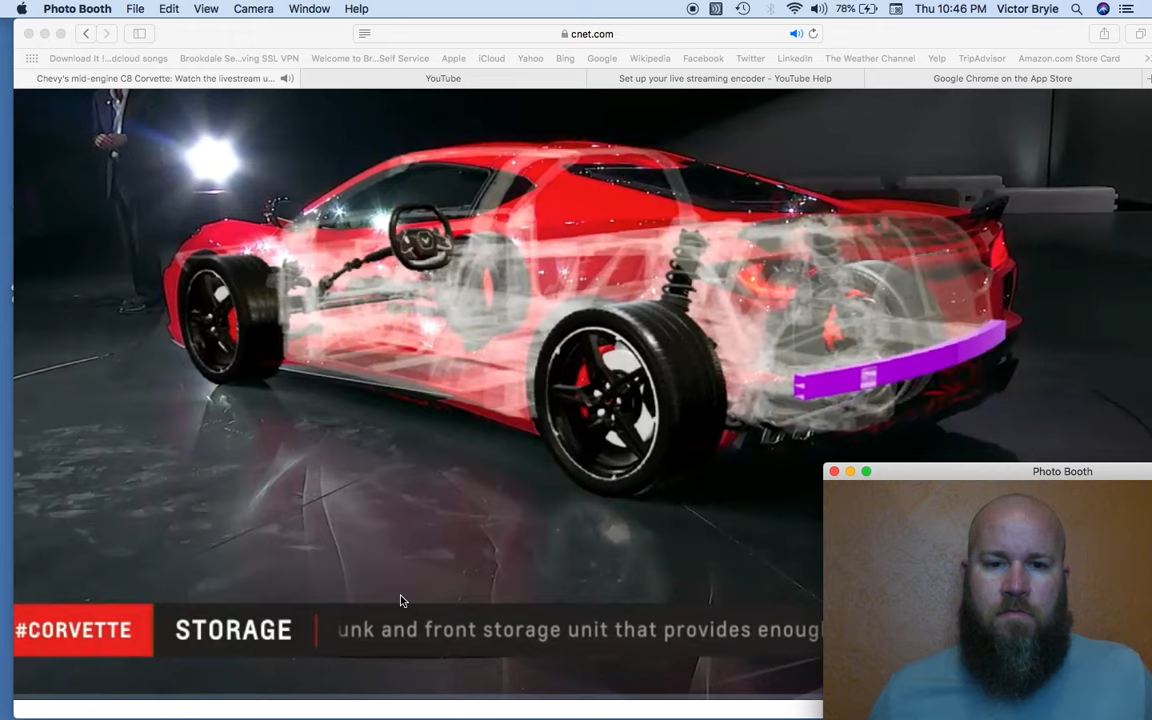 Photo Booth File Edit View Camera Window Help 78% Thu 10:46 PM Victor Bryie
cnet.com
Download It !...dcloud songs Brookdale Se...ving SSL VPN Welcome to Br...Self Service Apple iCloud Yahoo Bing Google Wikipedia Facebook Twitter LinkedIn The Weather Channel Yelp TripAdvisor Amazon.com Store Card
Chevy's mid-engine C8 Corvette: Watch the livestream u... YouTube Set up your live streaming encoder - YouTube Help Google Chrome on the App Store
Photo Booth
#CORVETTE STORAGE unk and front storage unit that provides enough